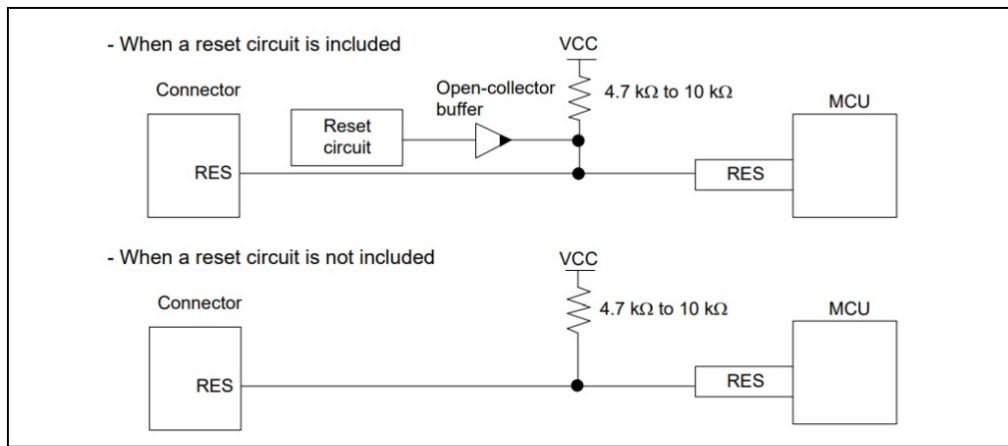 - When a reset circuit is included
VCC
Connector
Open-collector
buffer
4.7 kΩ to 10 kΩ
MCU
Reset
circuit
RES
RES
- When a reset circuit is not included
VCC
Connector
4.7 kΩ to 10 kΩ
MCU
RES
RES